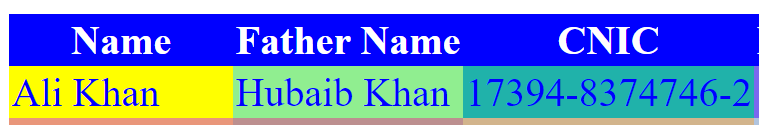 Name Father Name CNIC
Ali Khan Hubaib Khan 17394-8374746-2